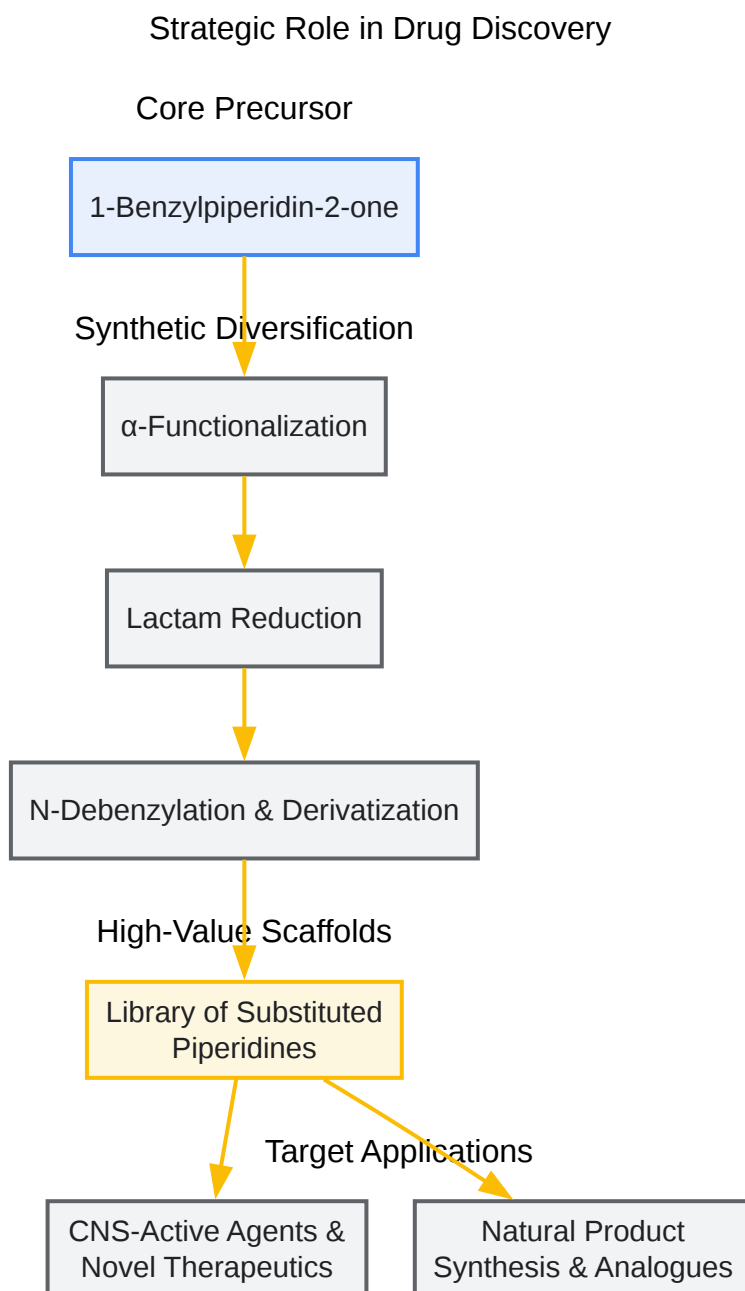 Strategic Role in Drug Discovery
Core Precursor
1-Benzylpiperidin-2-one
Synthetic Diversification
α-Functionalization
Lactam Reduction
N-Debenzylation & Derivatization
High-Value Scaffolds
Library of Substituted
Piperidines
Target Applications
CNS-Active Agents &
Novel Therapeutics
Natural Product
Synthesis & Analogues